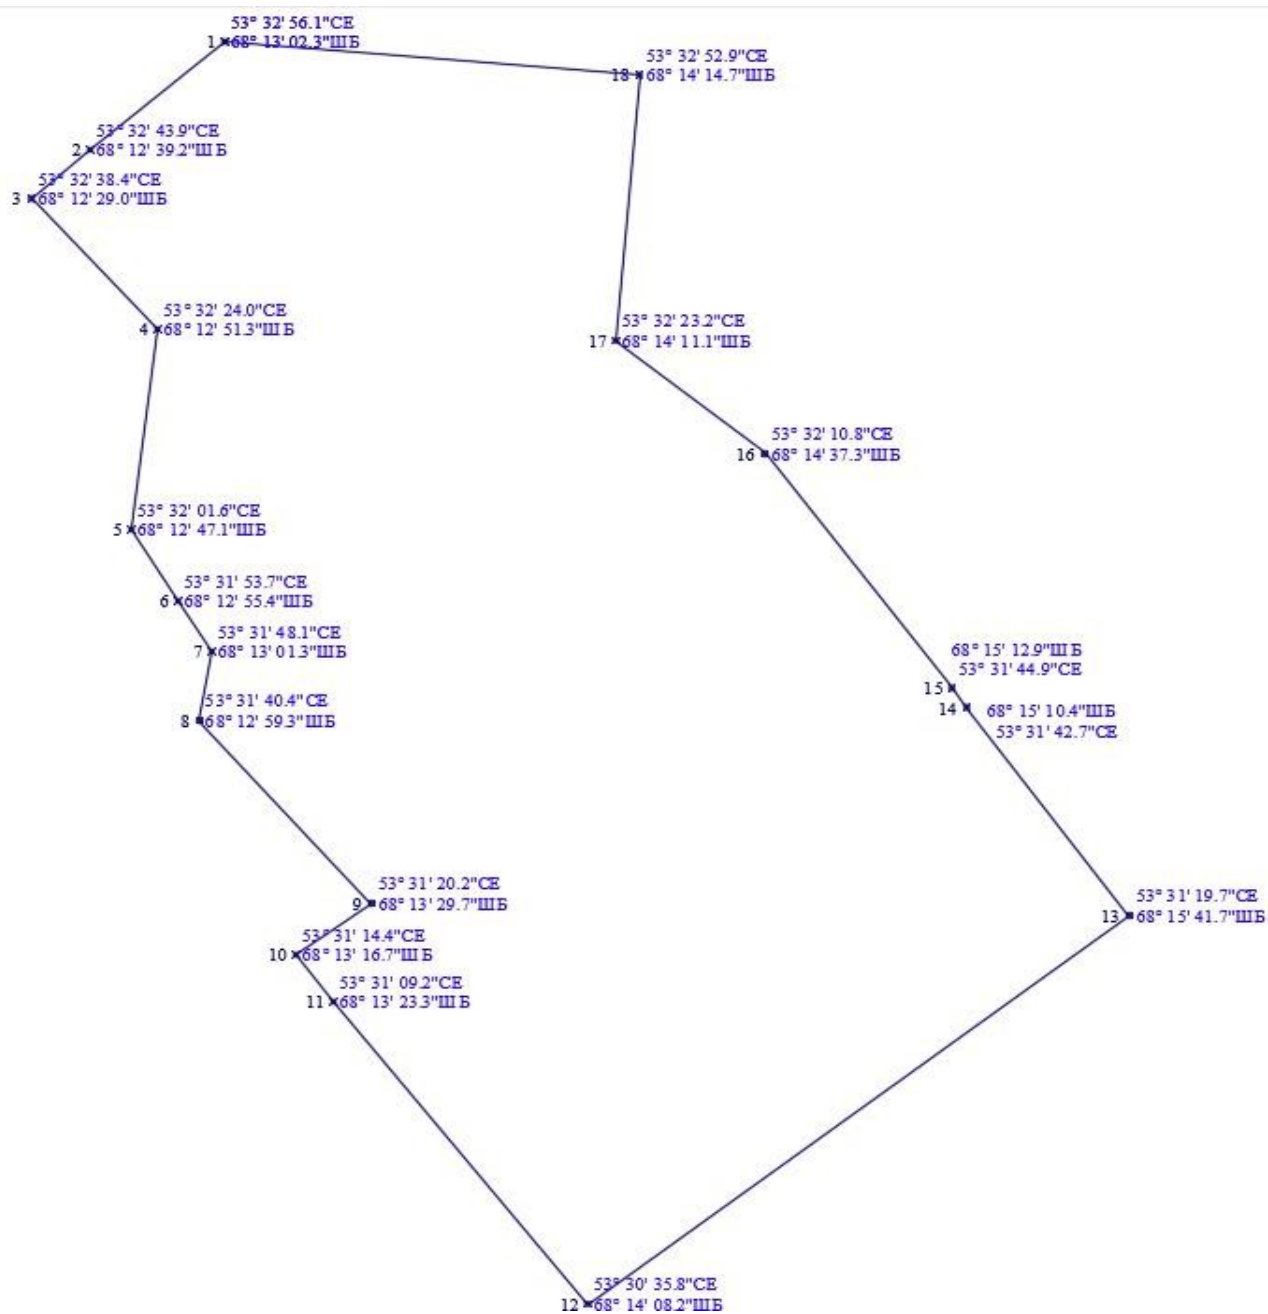 53° 32' 56.1"СЕ
1 68° 13' 02.3"ШБ
53° 32' 52.9"СЕ
18 68° 14' 14.7"ШБ
53° 32' 43.9"СЕ
2 68° 12' 39.2"ШБ
53° 32' 38.4"СЕ
3 68° 12' 29.0"ШБ
53° 32' 24.0"СЕ
4 68° 12' 51.3"ШБ
53° 32' 23.2"СЕ
17 68° 14' 11.1"ШБ
53° 32' 10.8"СЕ
16 68° 14' 37.3"ШБ
53° 32' 01.6"СЕ
5 68° 12' 47.1"ШБ
53° 31' 53.7"СЕ
6 68° 12' 55.4"ШБ
53° 31' 48.1"СЕ
7 68° 13' 01.3"ШБ
68° 15' 12.9"ШБ
53° 31' 44.9"СЕ
15
14 68° 15' 10.4"ШБ
53° 31' 42.7"СЕ
53° 31' 40.4"СЕ
8 68° 12' 59.3"ШБ
53° 31' 20.2"СЕ
9 68° 13' 29.7"ШБ
53° 31' 19.7"СЕ
13 68° 15' 41.7"ШБ
53° 31' 14.4"СЕ
10 68° 13' 16.7"ШБ
53° 31' 09.2"СЕ
11 68° 13' 23.3"ШБ
53° 30' 35.8"СЕ
12 68° 14' 08.2"ШБ